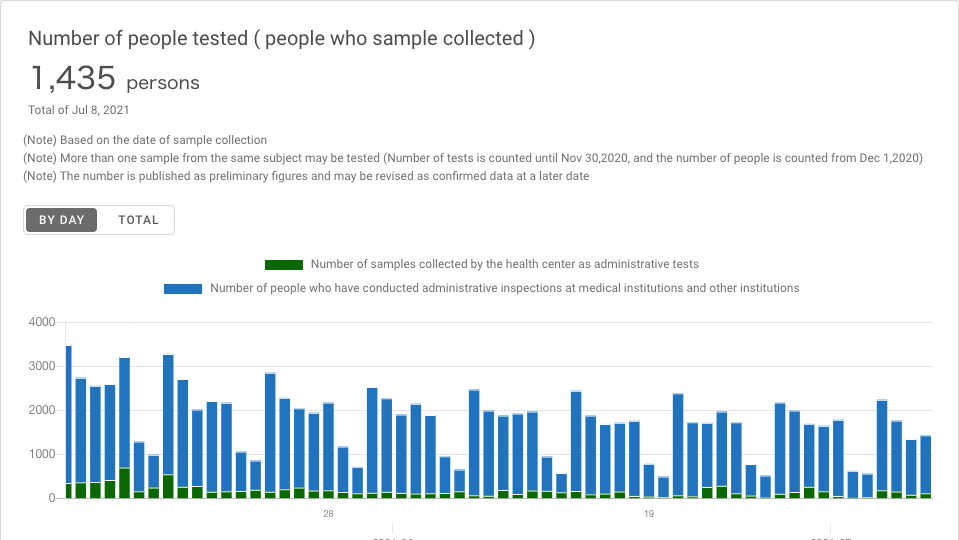 Number of people tested ( people who sample collected )
1,435 persons
Total of Jul 8, 2021
(Note) Based on the date of sample collection
(Note) More than one sample from the same subject may be tested (Number of tests is counted until Nov 30,2020, and the number of people is counted from Dec 1,2020)
(Note) The number is published as preliminary figures and may be revised as confirmed data at a later date
BY DAY TOTAL
Number of samples collected by the health center as administrative tests
Number of people who have conducted administrative inspections at medical institutions and other institutions
4000
3000
2000
1000
0
28 19